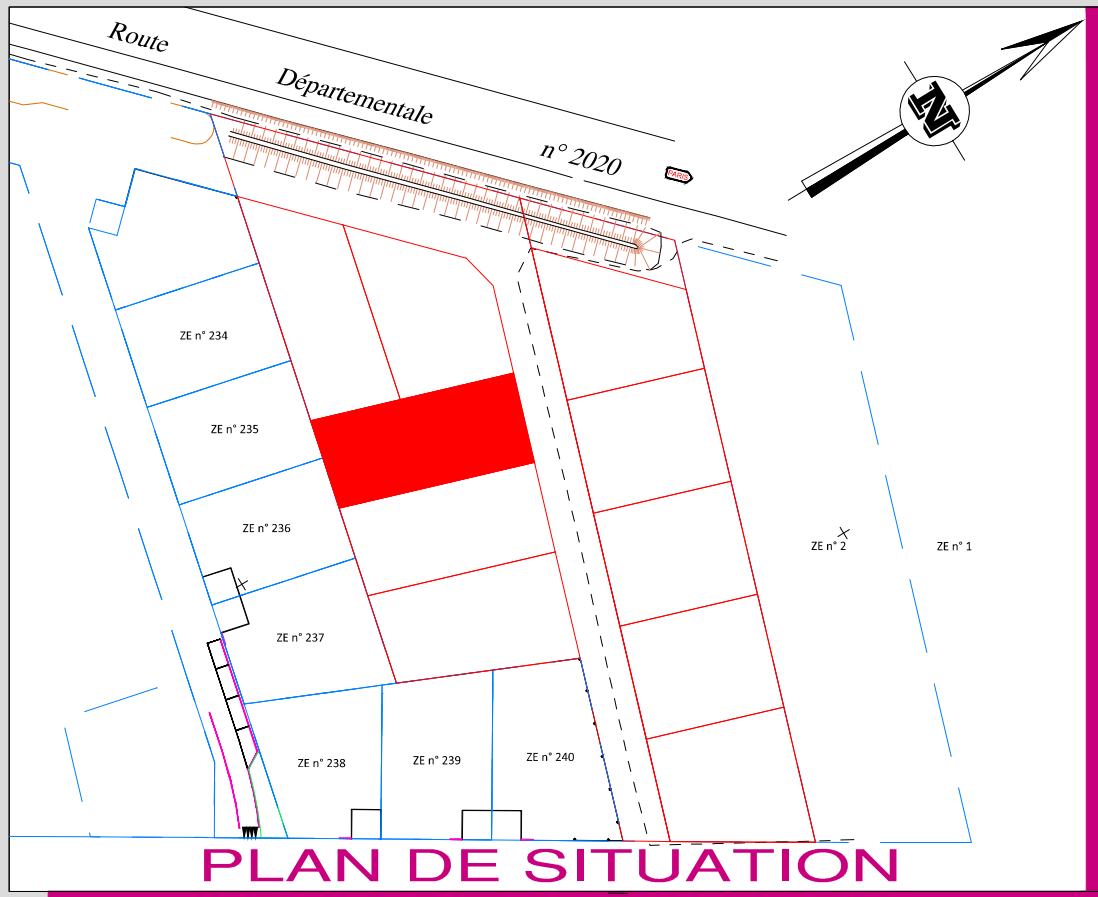 Route
Départementale
n° 2020
PARIS
N
ZE n° 234
ZE n° 235
ZE n° 236
ZE n° 2
ZE n° 1
ZE n° 237
ZE n° 238
ZE n° 239
ZE n° 240
PLAN DE SITUATION